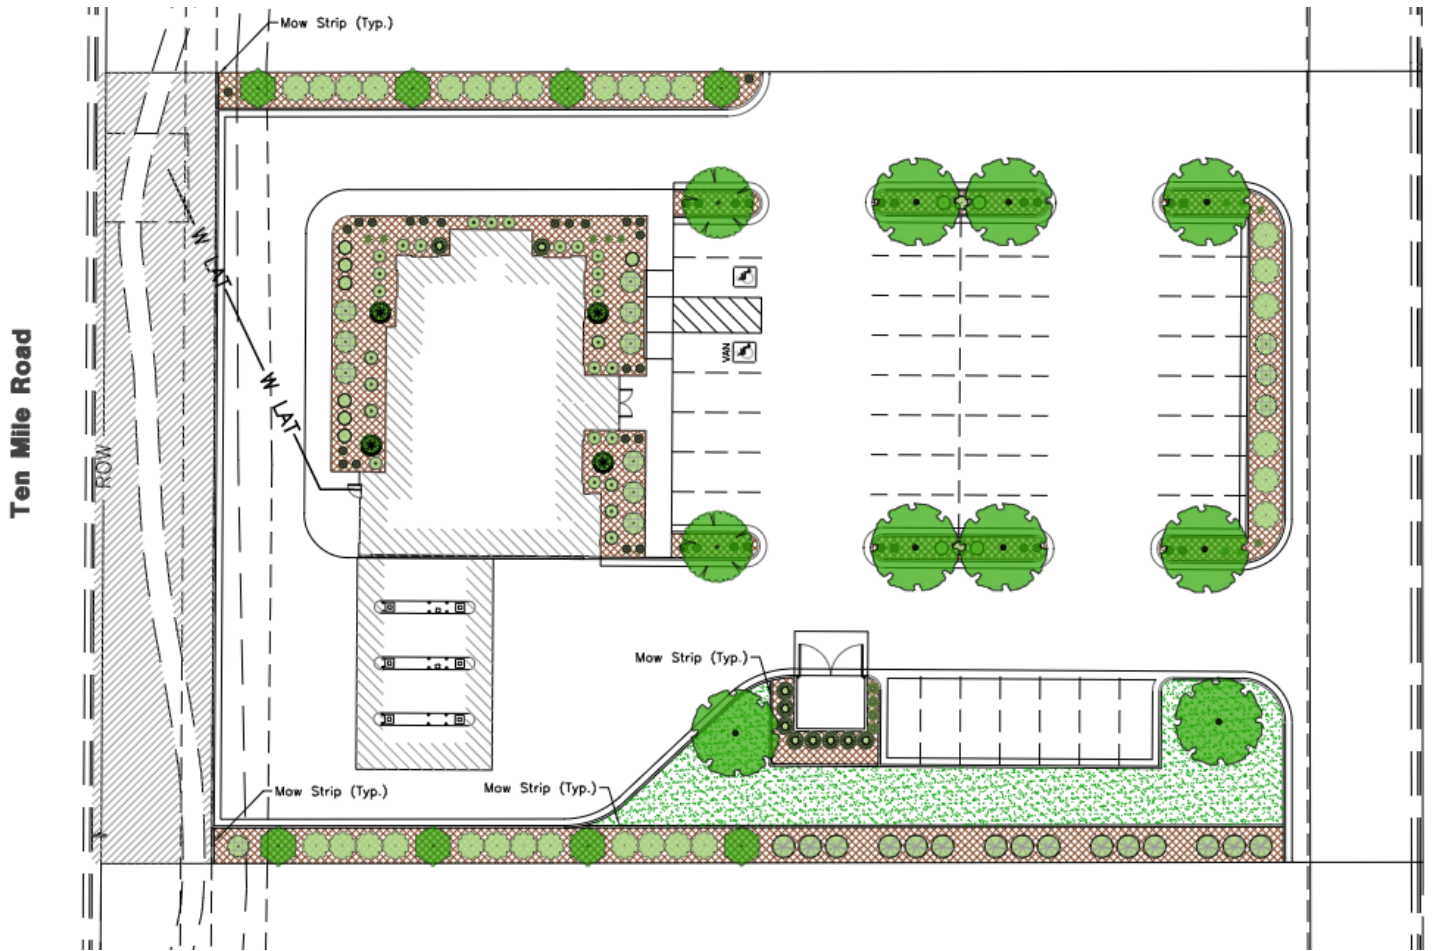 Mow Strip (Typ.)
W LAT
VAN
W LAT
Ten Mile Road
ROW
Mow Strip (Typ.)
Mow Strip (Typ.)
Mow Strip (Typ.)